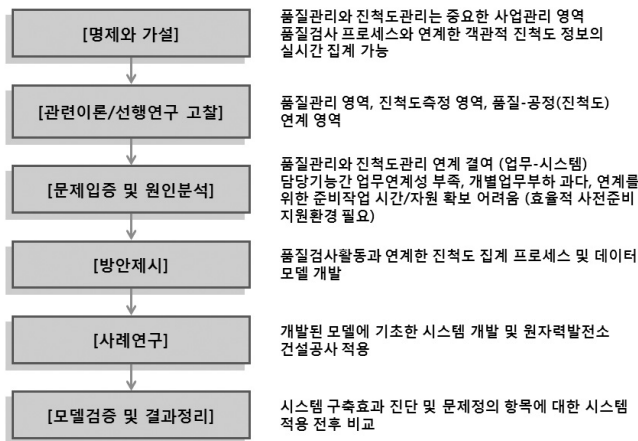 [명제와 가설]
품질관리와 진척도관리는 중요한 사업관리 영역
품질검사 프로세스와 연계한 객관적 진척도 정보의
실시간 집계 가능
[관련이론/선행연구 고찰]
품질관리 영역, 진척도측정 영역, 품질-공정(진척도)
연계 영역
[문제입증 및 원인분석]
품질관리와 진척도관리 연계 결여 (업무-시스템)
담당기능간 업무연계성 부족, 개별업무부하 과다, 연계를
위한 준비작업 시간/자원 확보 어려움 (효율적 사전준비
지원환경 필요)
[방안제시]
품질검사활동과 연계한 진척도 집계 프로세스 및 데이터
모델 개발
[사례연구]
개발된 모델에 기초한 시스템 개발 및 원자력발전소
건설공사 적용
[모델검증 및 결과정리]
시스템 구축효과 진단 및 문제정의 항목에 대한 시스템
적용 전후 비교